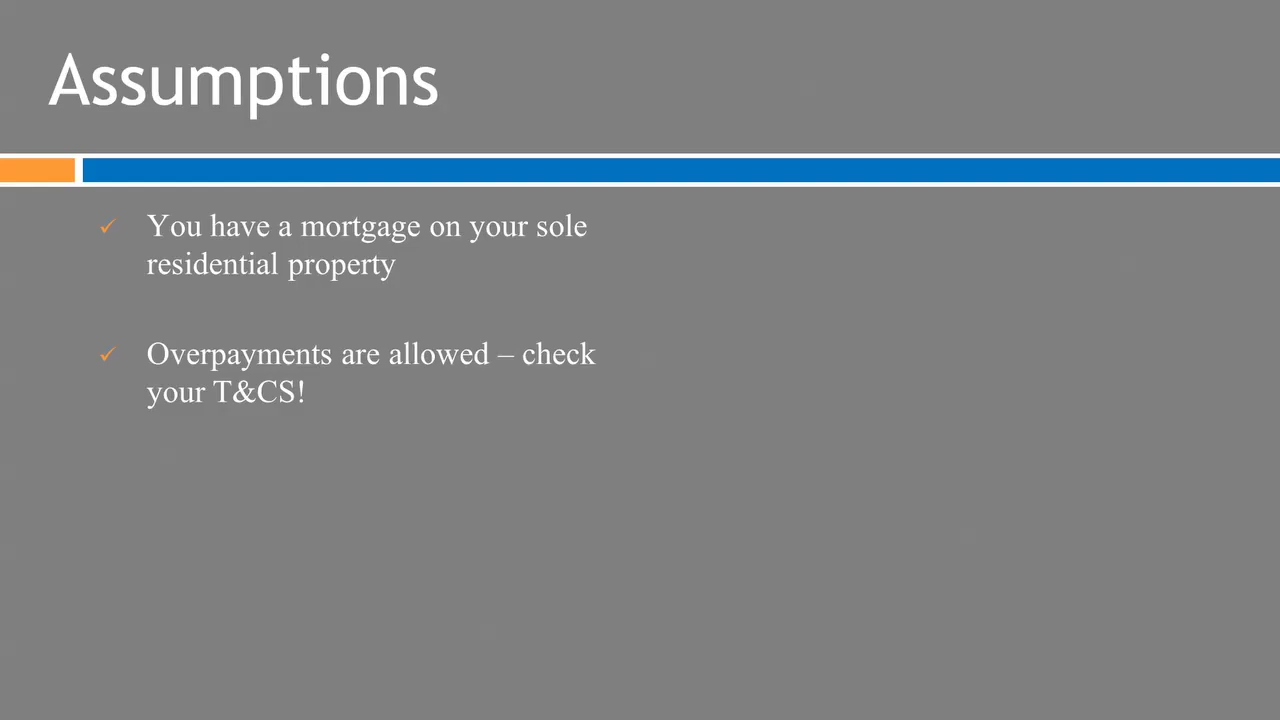 Assumptions
You have a mortgage on your sole
residential property
Overpayments are allowed – check
your T&CS!